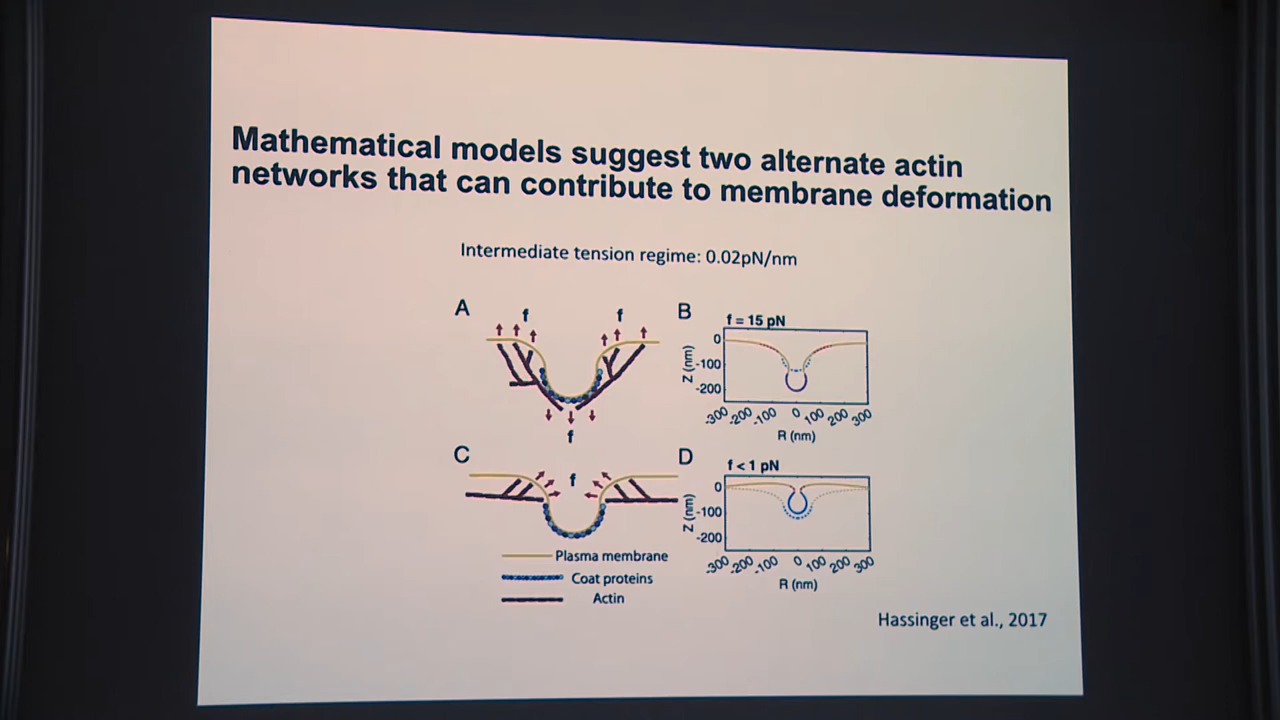 Mathematical models suggest two alternate actin
networks that can contribute to membrane deformation
Intermediate tension regime: 0.02pN/nm
A
f
f
f
B
f = 15 pN
0
-100
-200
Z (nm)
-300 -200 -100 0 100 200 300
R (nm)
C
f
D
f < 1 pN
0
-100
-200
Z (nm)
-300 -200 -100 0 100 200 300
R (nm)
Plasma membrane
Coat proteins
Actin
Hassinger et al., 2017